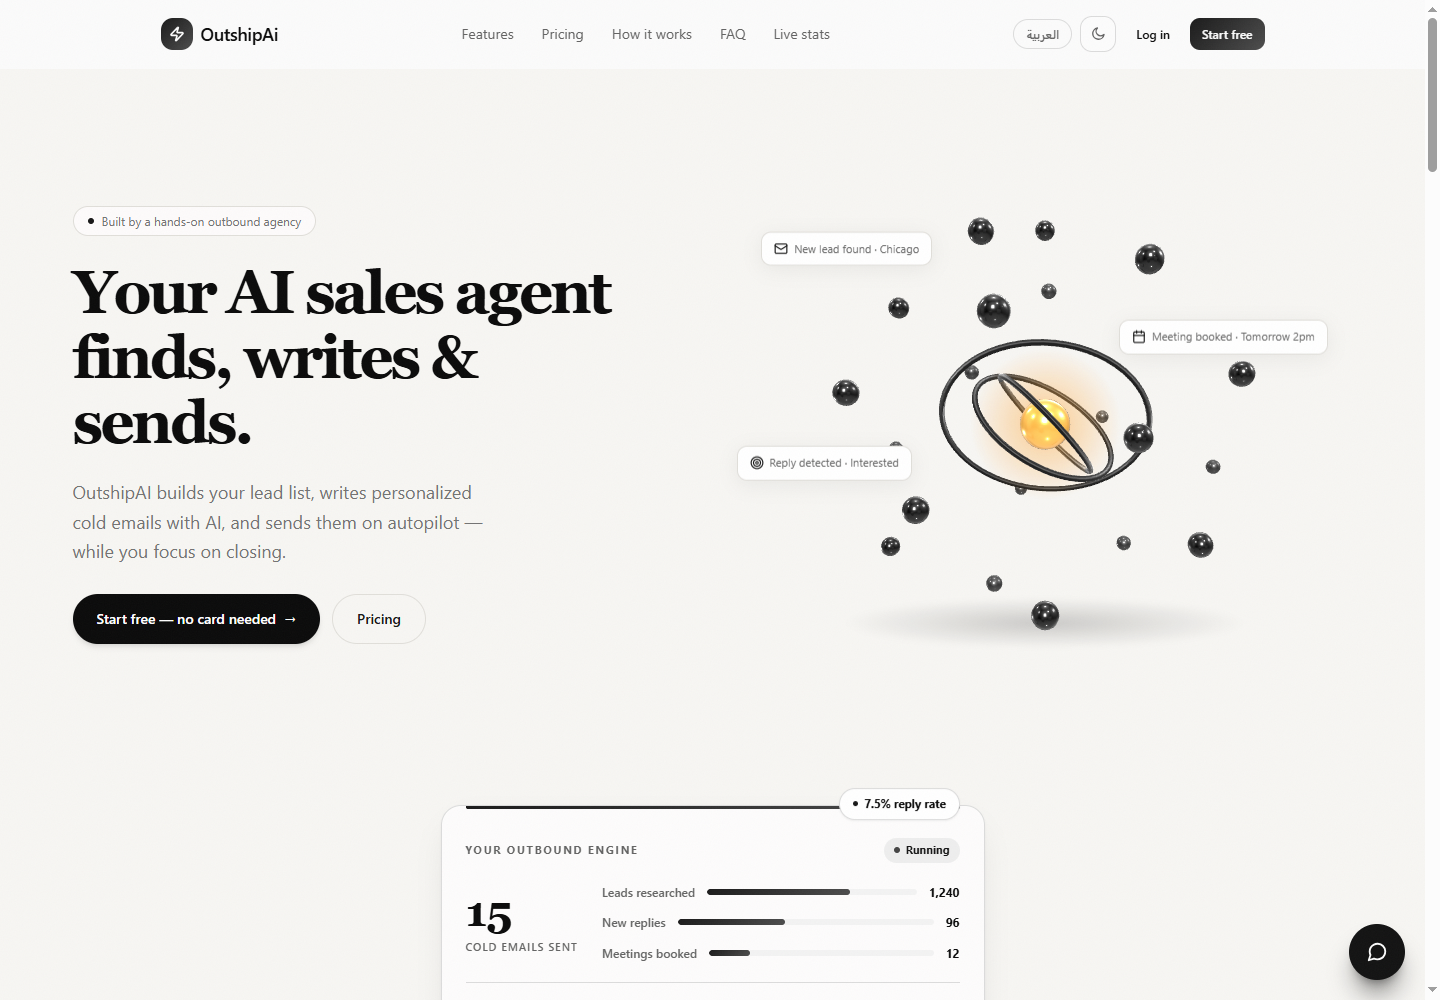 OutshipAi
Features
Pricing
How it works
FAQ
Live stats
العربية
Log in
Start free
Built by a hands-on outbound agency
Your AI sales agent
finds, writes &
sends.
OutshipAI builds your lead list, writes personalized
cold emails with AI, and sends them on autopilot —
while you focus on closing.
Start free — no card needed →
Pricing
New lead found · Chicago
Meeting booked · Tomorrow 2pm
Reply detected · Interested
7.5% reply rate
YOUR OUTBOUND ENGINE
Running
15
COLD EMAILS SENT
Leads researched 1,240
New replies 96
Meetings booked 12